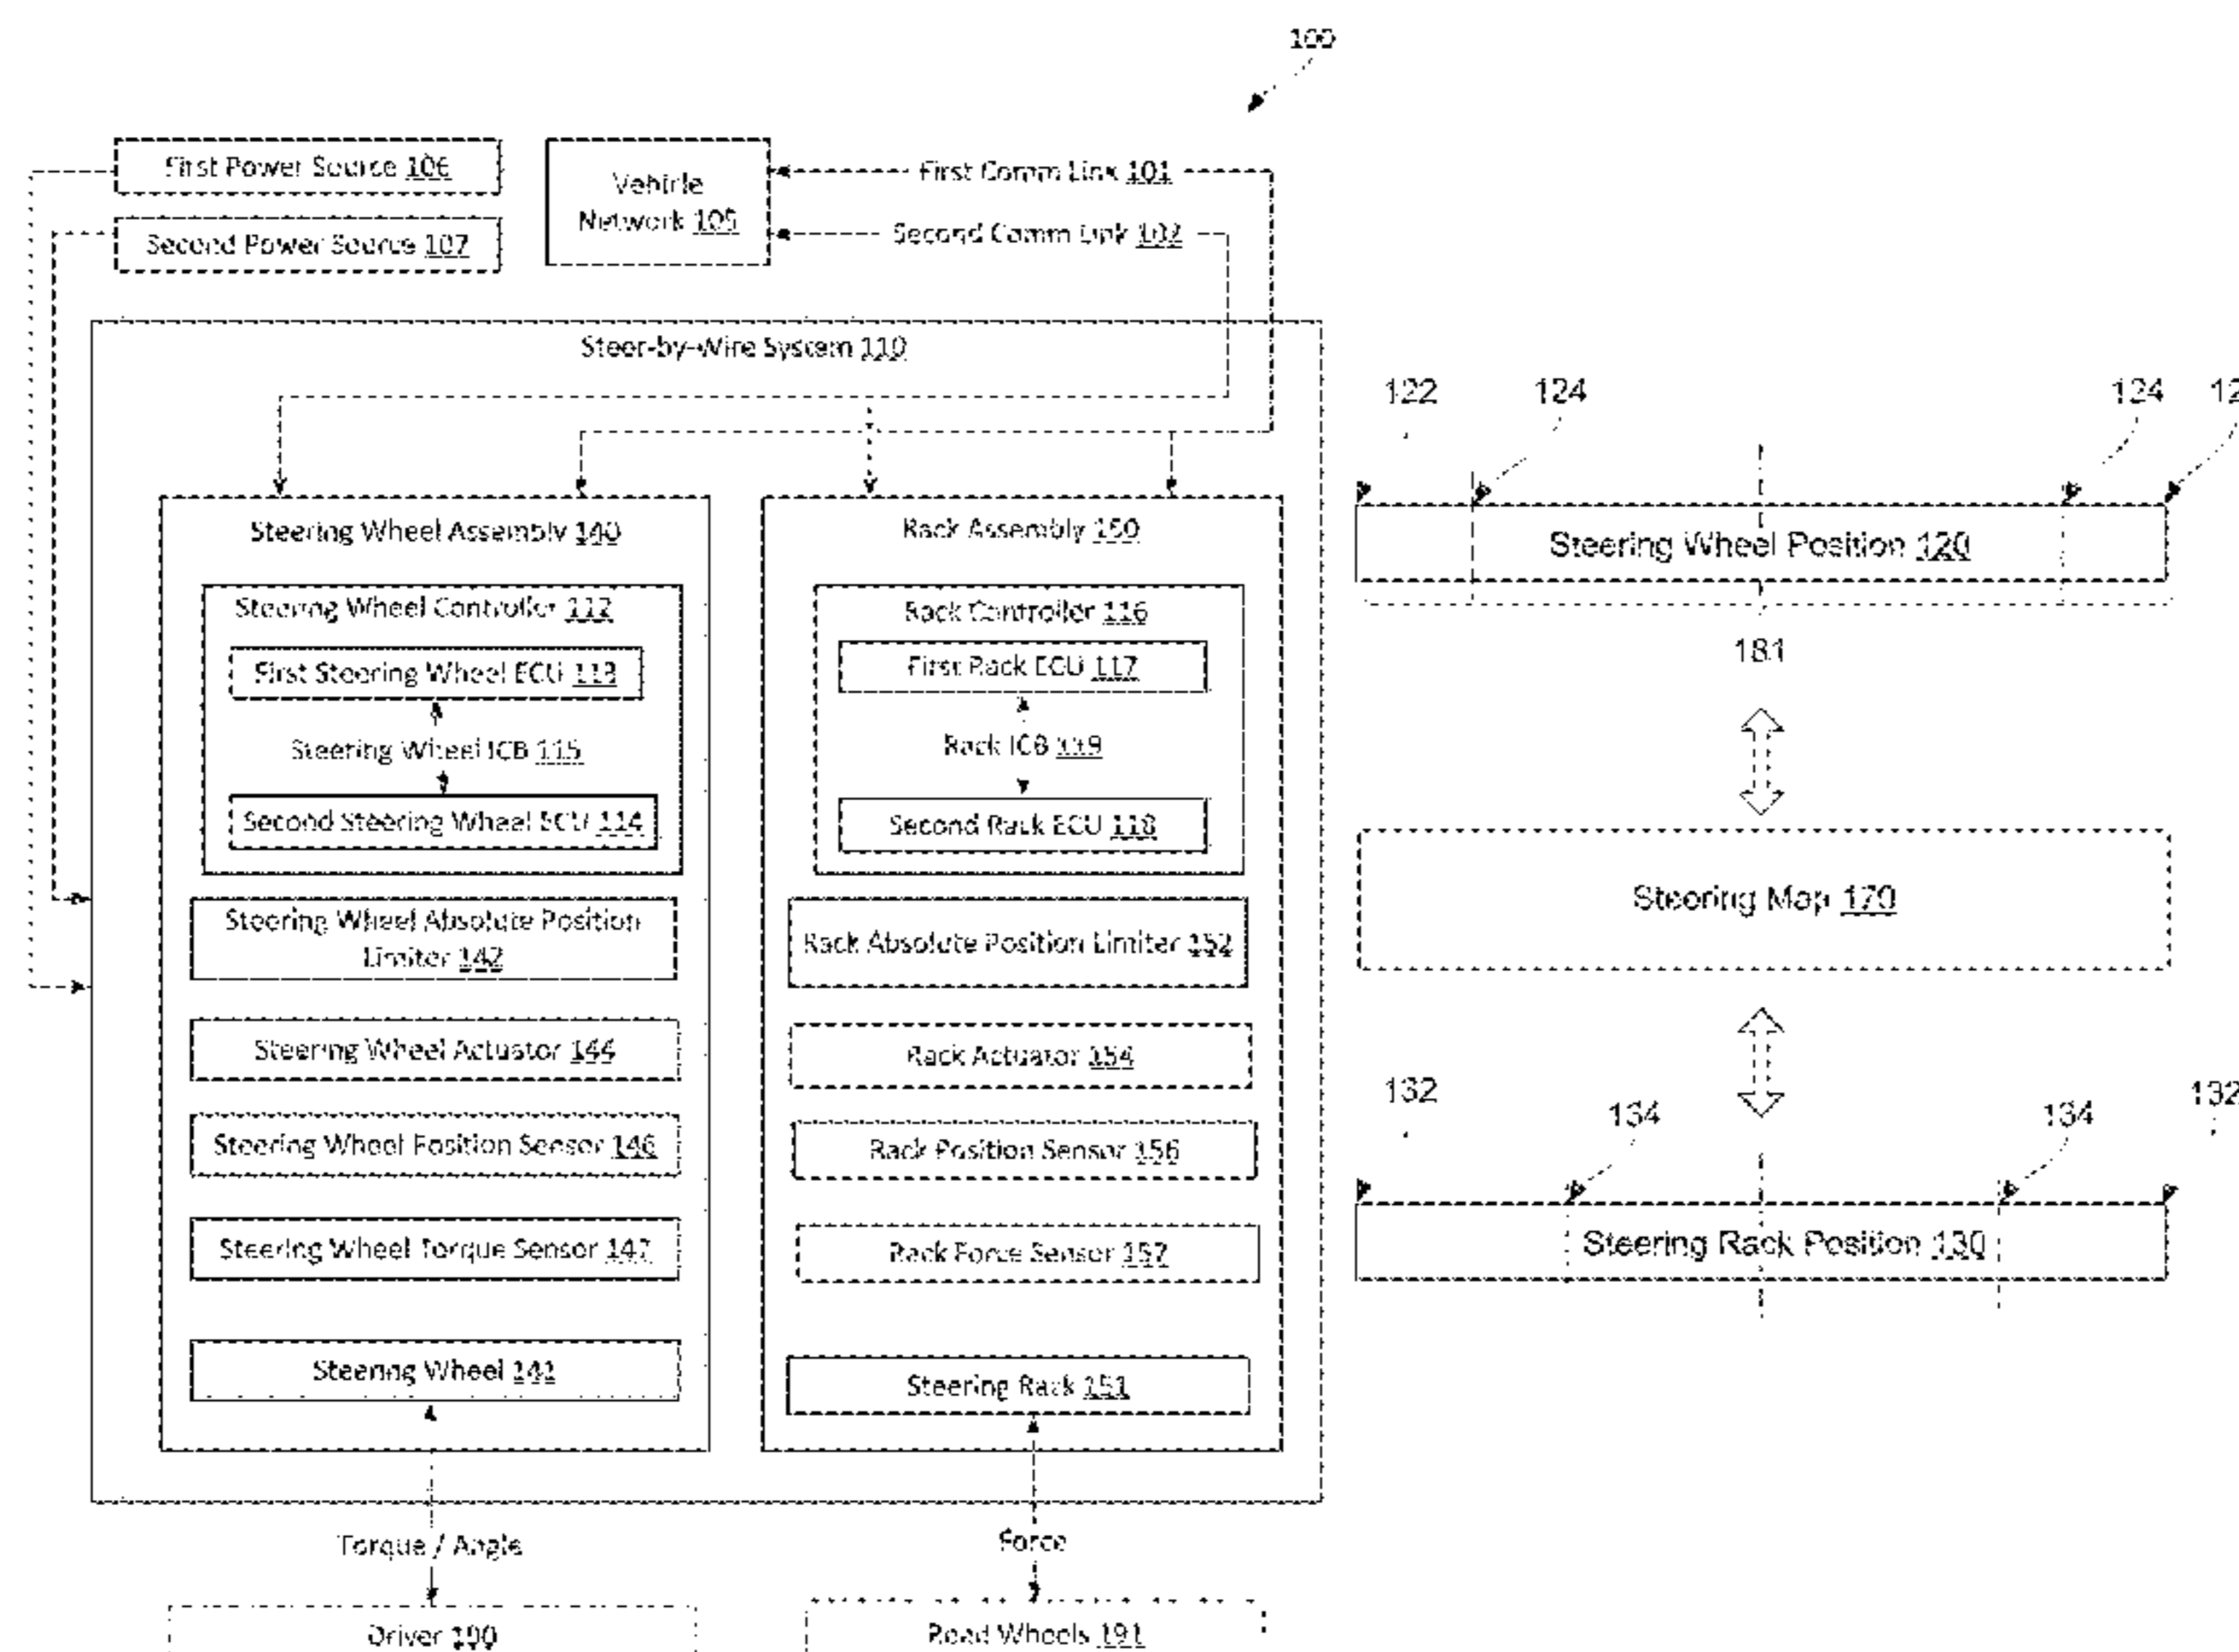 100
First Power Source 106
Second Power Source 107
Vehicle
Network 105
First Comm Link 101
Second Comm Link 102
Steer-by-Wire System 110
Steering Wheel Assembly 140
Steering Wheel Controller 112
First Steering Wheel ECU 113
Steering Wheel ICB 115
Second Steering Wheel ECU 114
Steering Wheel Absolute Position
Limiter 142
Steering Wheel Actuator 144
Steering Wheel Position Sensor 146
Steering Wheel Torque Sensor 147
Steering Wheel 141
Torque / Angle
Driver 190
Rack Assembly 150
Rack Controller 116
First Rack ECU 117
Rack ICB 119
Second Rack ECU 118
Rack Absolute Position Limiter 152
Rack Actuator 154
Rack Position Sensor 156
Rack Force Sensor 157
Steering Rack 151
Force
Road Wheels 191
122
124
124
Steering Wheel Position 120
181
Steering Map 170
132
134
134
132
Steering Rack Position 130